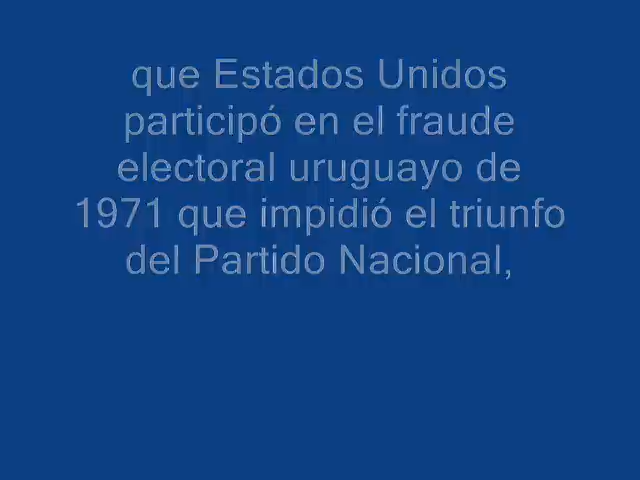 que Estados Unidos
participó en el fraude
electoral uruguayo de
1971 que impidió el triunfo
del Partido Nacional,